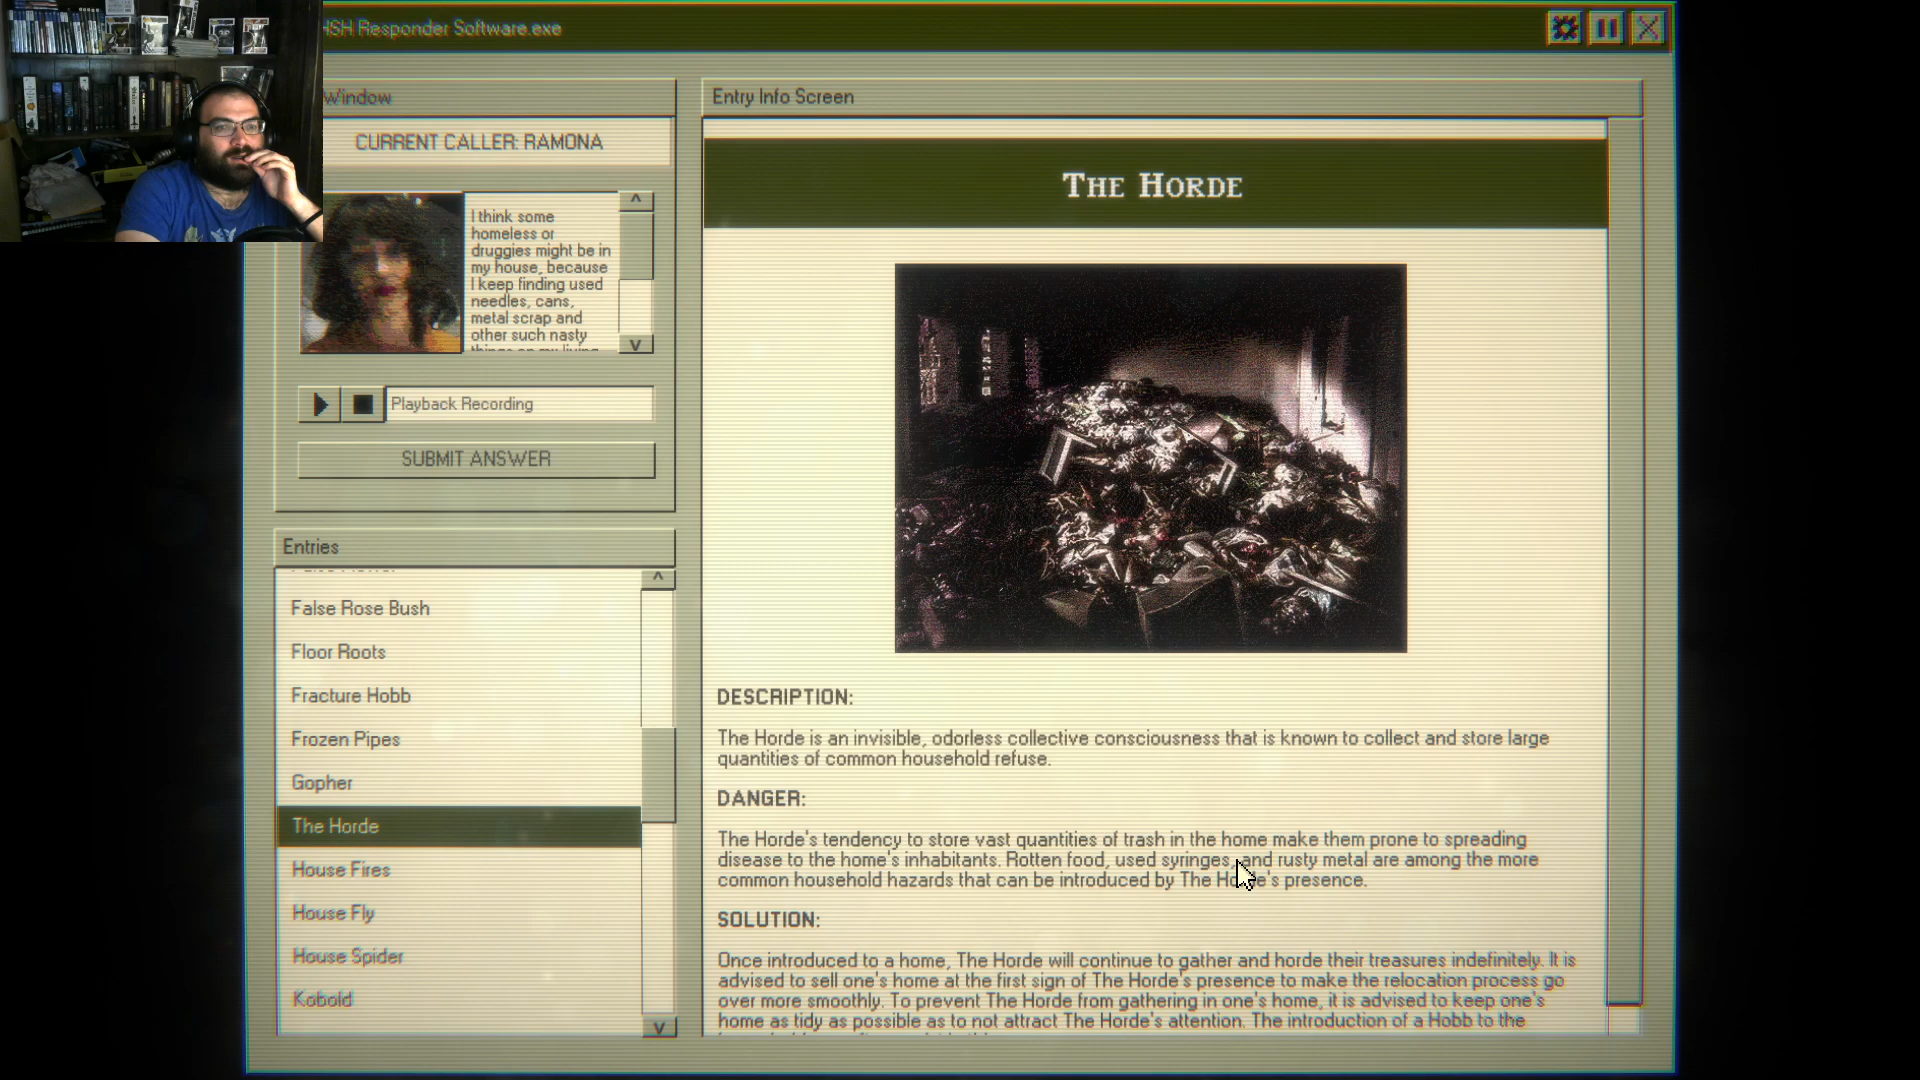 HSH Responder Software.exe
Window
CURRENT CALLER: RAMONA
I think some
homeless or
druggies might be in
my house, because
I keep finding used
needles, cans,
metal scrap and
other such nasty
things on my living
Playback Recording
SUBMIT ANSWER
Entries
False Rose Bush
Floor Roots
Fracture Hobb
Frozen Pipes
Gopher
The Horde
House Fires
House Fly
House Spider
Kobold
Entry Info Screen
The Horde
DESCRIPTION:
The Horde is an invisible, odorless collective consciousness that is known to collect and store large
quantities of common household refuse.
DANGER:
The Horde's tendency to store vast quantities of trash in the home make them prone to spreading
disease to the home's inhabitants. Rotten food, used syringes, and rusty metal are among the more
common household hazards that can be introduced by The Horde's presence.
SOLUTION:
Once introduced to a home, The Horde will continue to gather and horde their treasures indefinitely. It is
advised to sell one's home at the first sign of The Horde's presence to make the relocation process go
over more smoothly. To prevent The Horde from gathering in one's home, it is advised to keep one's
home as tidy as possible as to not attract The Horde's attention. The introduction of a Hobb to the